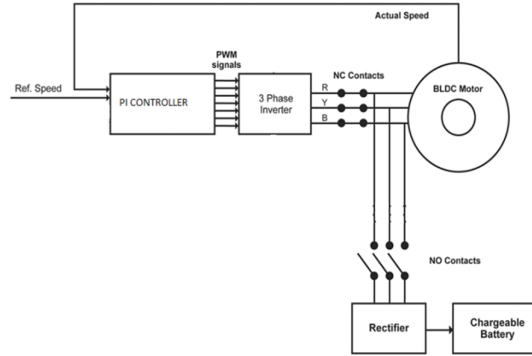 Actual Speed
PWM
signals
NC Contacts
R
Y
B
Ref. Speed
PI CONTROLLER
3 Phase
Inverter
BLDC Motor
NO Contacts
Rectifier
Chargeable
Battery